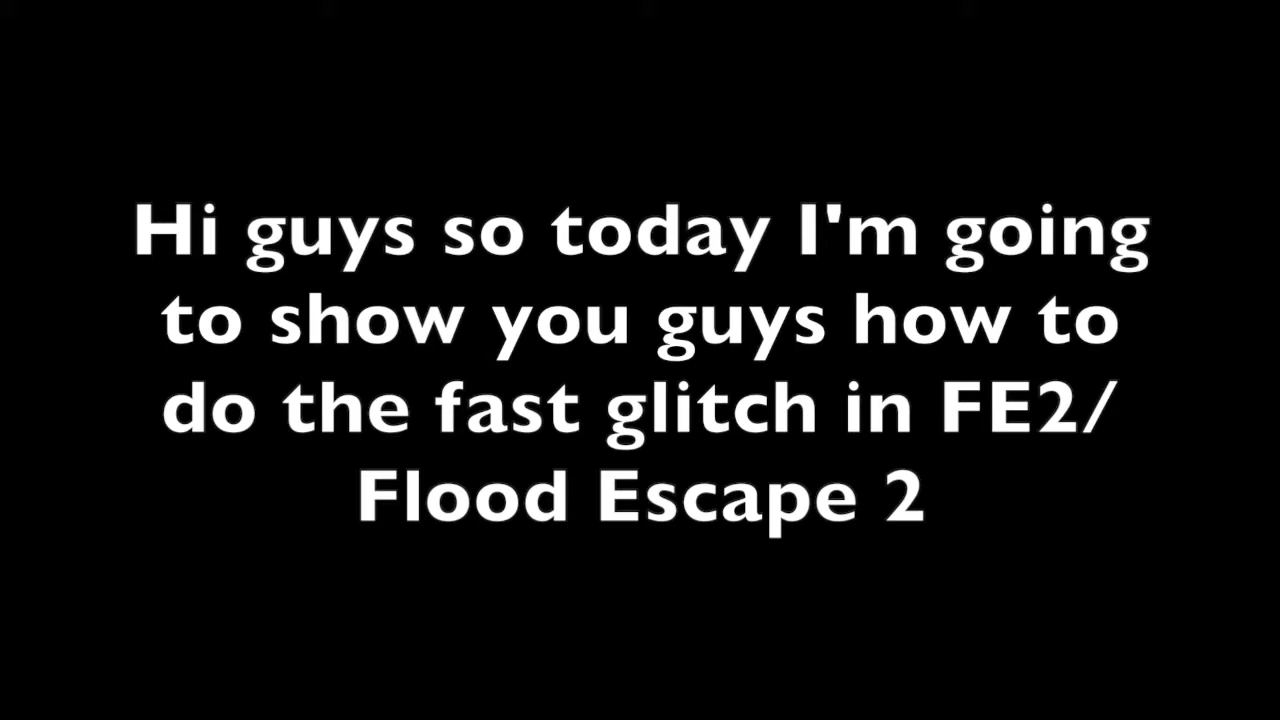 Hi guys so today I'm going
to show you guys how to
do the fast glitch in FE2/
Flood Escape 2